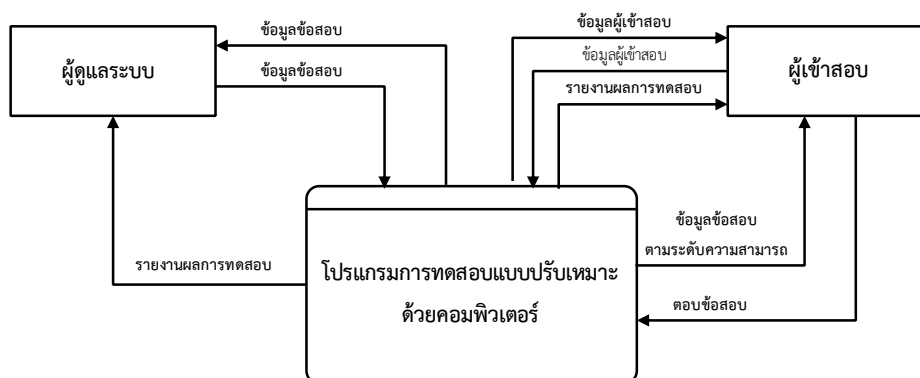 ข้อมูลข้อสอบ
ข้อมูลผู้เข้าสอบ
ข้อมูลผู้เข้าสอบ
ผู้ดูแลระบบ
ข้อมูลข้อสอบ
ผู้เข้าสอบ
รายงานผลการทดสอบ
ข้อมูลข้อสอบ
ตามระดับความสามารถ
รายงานผลการทดสอบ
โปรแกรมการทดสอบแบบปรับเหมาะ
ด้วยคอมพิวเตอร์
ตอบข้อสอบ